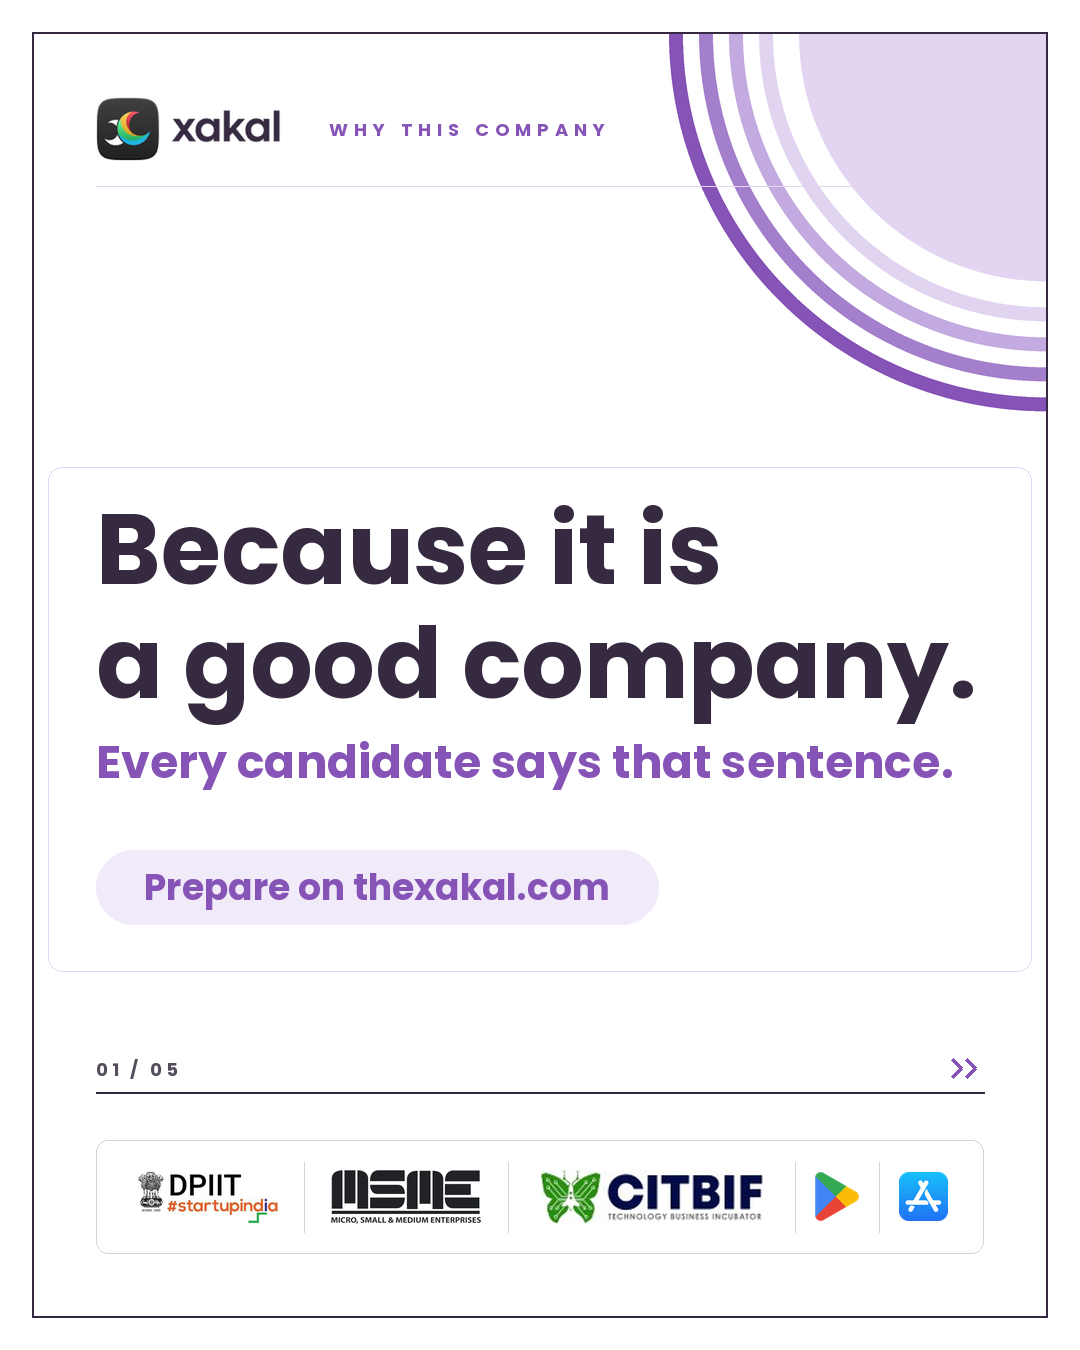 xakal
WHY THIS COMPANY
Because it is
a good company.
Every candidate says that sentence.
Prepare on thexakal.com
01 / 05
DPIIT
#startupindia
MSME
MICRO, SMALL & MEDIUM ENTERPRISES
CITBIF
TECHNOLOGY BUSINESS INCUBATOR